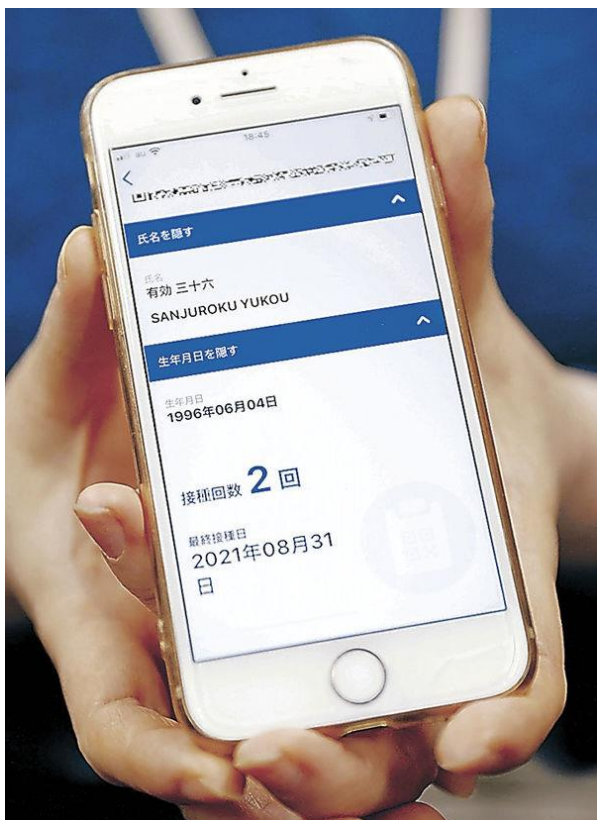 18:45
氏名を隠す
氏名
有効 三十六
SANJUROKU YUKOU
生年月日を隠す
生年月日
1996年06月04日
接種回数 2 回
最終接種日
2021年08月31
日